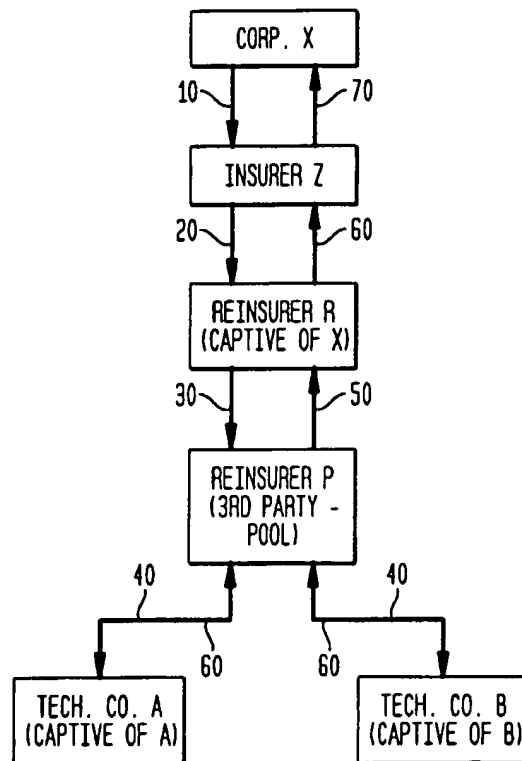 CORP. X
10
70
INSURER Z
20
60
REINSURER R
(CAPTIVE OF X)
30
50
REINSURER P
(3RD PARTY -
POOL)
40
40
60
60
TECH. CO. A
(CAPTIVE OF A)
TECH. CO. B
(CAPTIVE OF B)